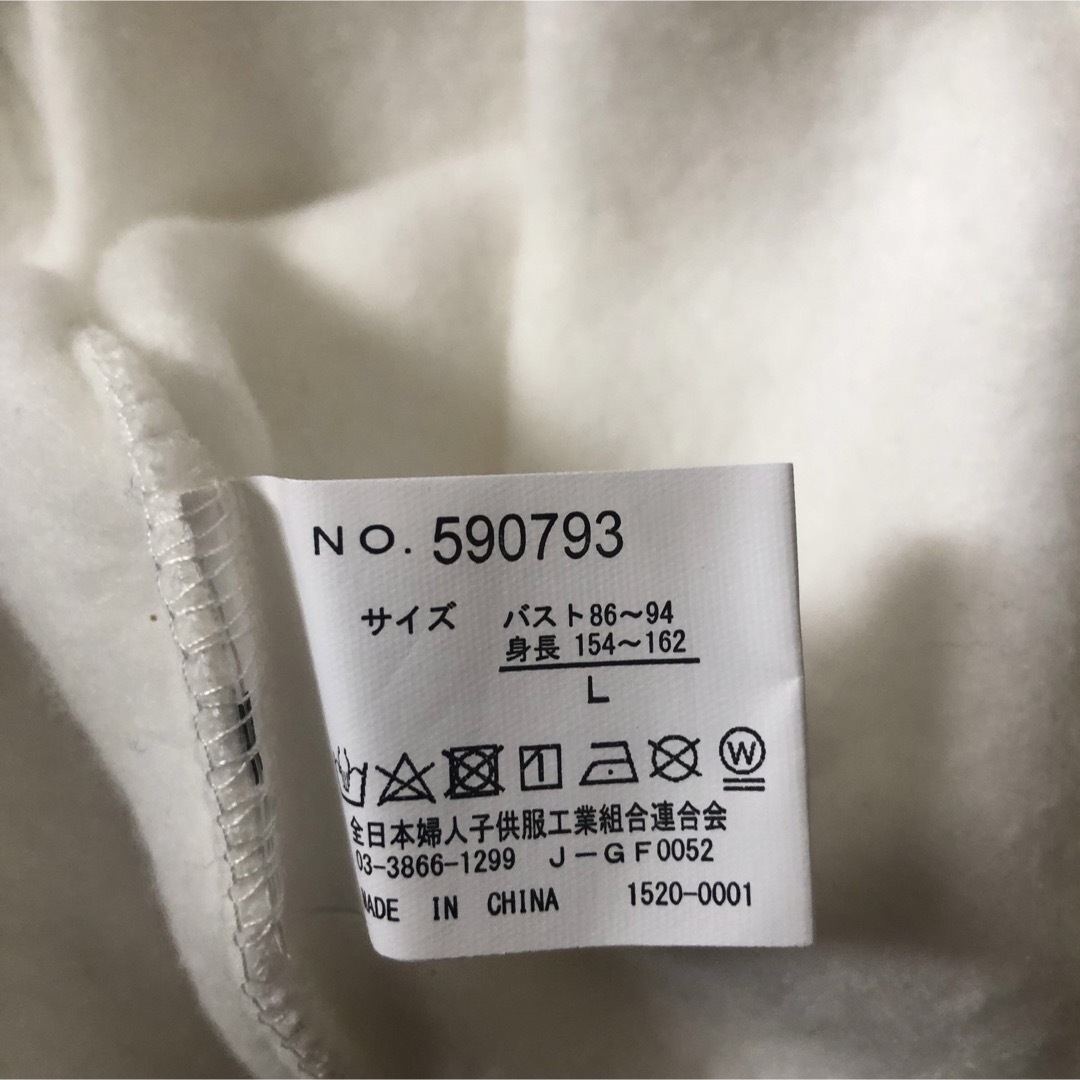 NO. 590793
サイズ バスト86～94
身長 154～162
L
W
全日本婦人子供服工業組合連合会
03-3866-1299 J－GF0052
MADE IN CHINA 1520-0001